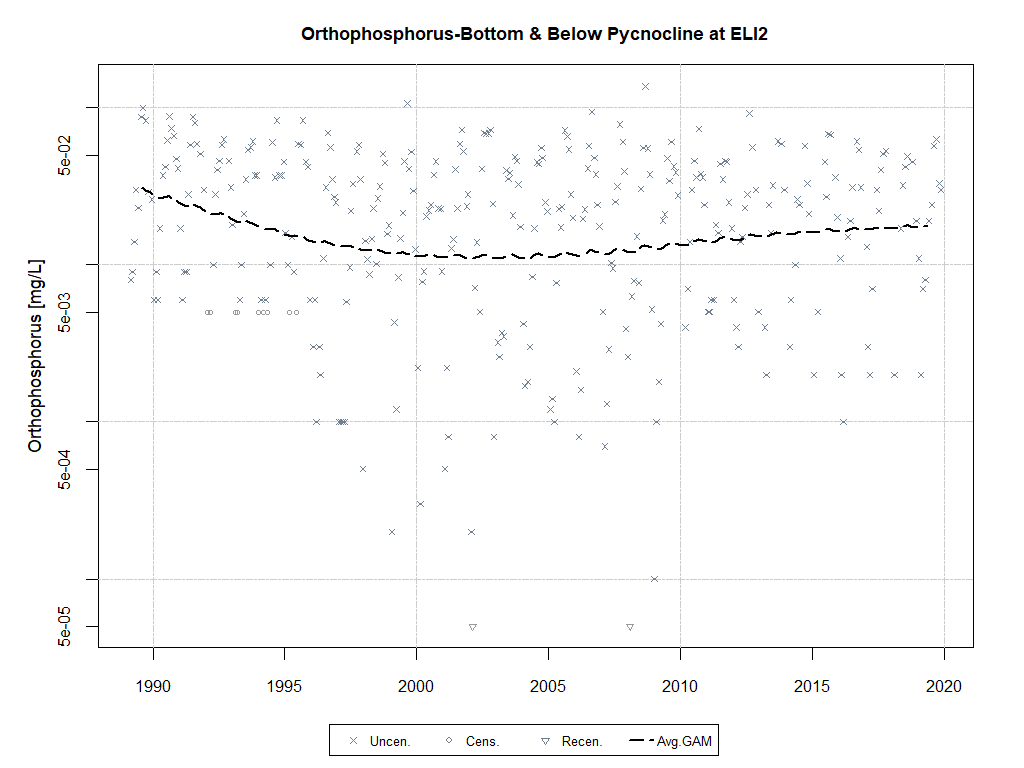 Orthophosphorus-Bottom & Below Pycnocline at ELI2
Orthophosphorus [mg/L]
5e-02
5e-03
5e-04
5e-05
1990 1995 2000 2005 2010 2015 2020
Uncen. Cens. Recen. Avg.GAM